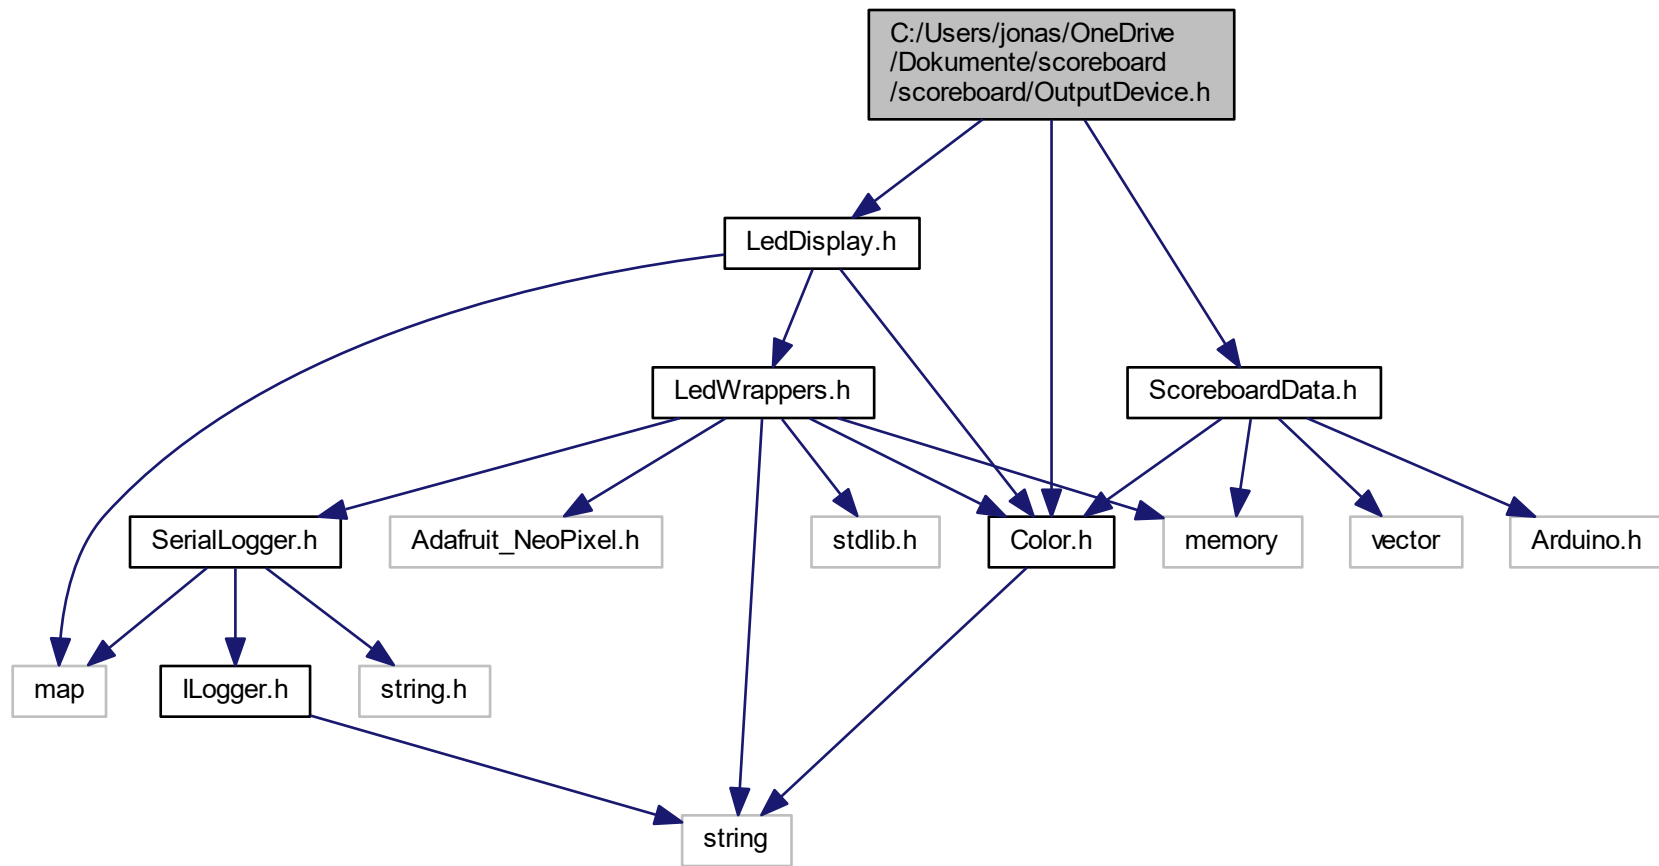 C:/Users/jonas/OneDrive
/Dokumente/scoreboard
/scoreboard/OutputDevice.h
LedDisplay.h
LedWrappers.h
ScoreboardData.h
SerialLogger.h
Adafruit_NeoPixel.h
stdlib.h
Color.h
memory
vector
Arduino.h
map
ILogger.h
string.h
string